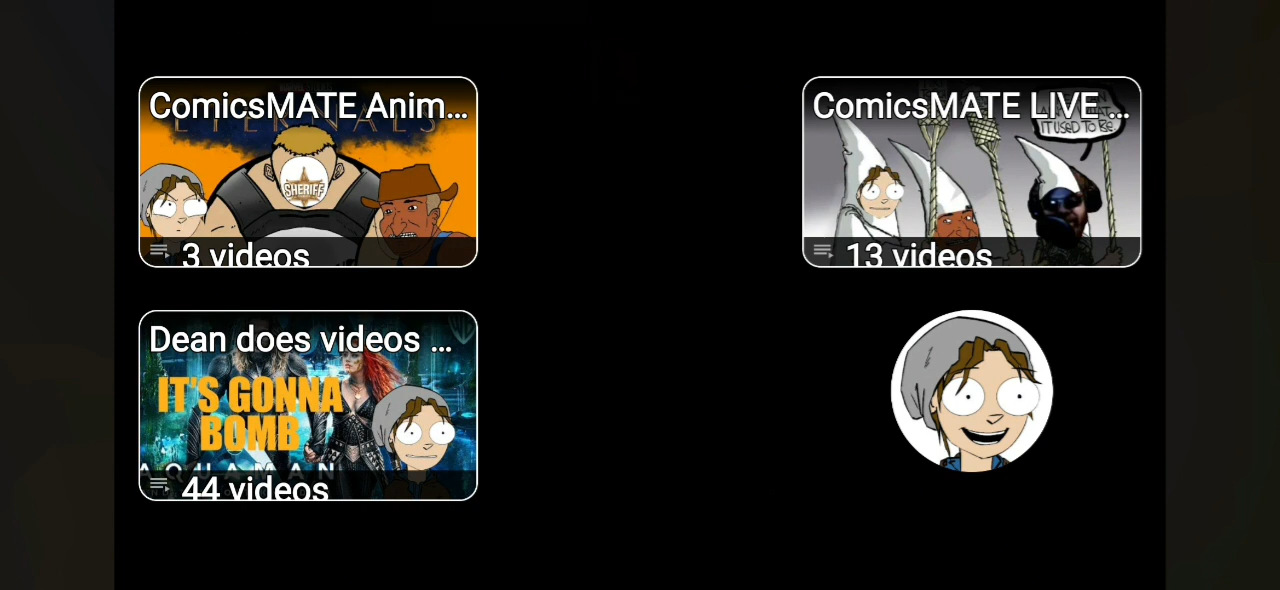 ComicsMATE Anim...
ETERNALS
SHERIFF
3 videos
ComicsMATE LIVE ...
IT USED TO BE.
13 videos
Dean does videos ...
IT'S GONNA
BOMB
AQUAMAN
44 videos